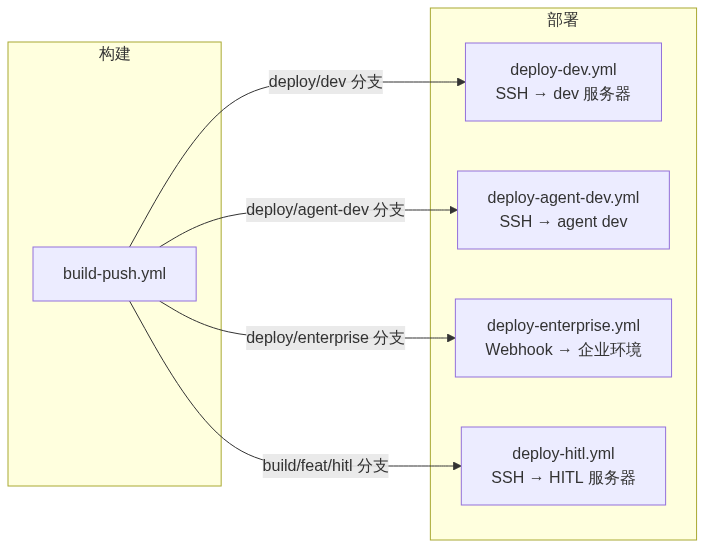 构建
build-push.yml
deploy/dev 分支
deploy/agent-dev 分支
deploy/enterprise 分支
build/feat/hitl 分支
部署
deploy-dev.yml
SSH → dev 服务器
deploy-agent-dev.yml
SSH → agent dev
deploy-enterprise.yml
Webhook → 企业环境
deploy-hitl.yml
SSH → HITL 服务器